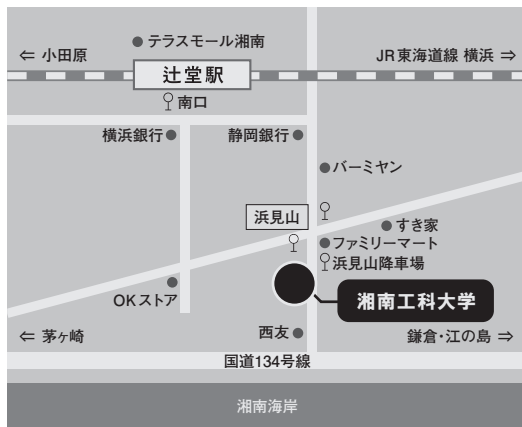 テラスモール湘南
⇐ 小田原
JR東海道線 横浜 ⇒
辻堂駅
南口
横浜銀行
静岡銀行
バーミヤン
浜見山
すき家
ファミリーマート
浜見山降車場
OKストア
湘南工科大学
西友
⇐ 茅ヶ崎
鎌倉・江の島 ⇒
国道134号線
湘南海岸